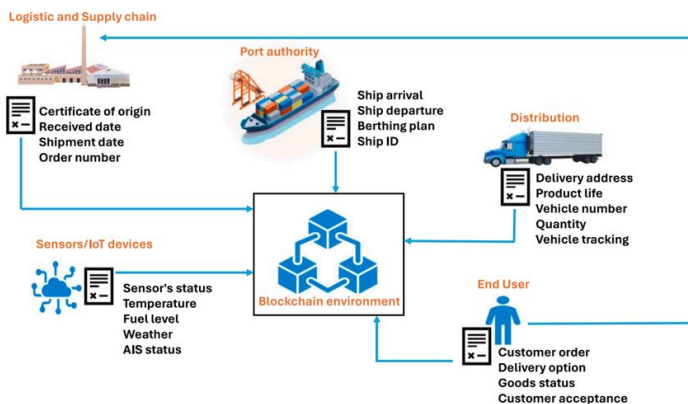 Logistic and Supply chain
Certificate of origin
Received date
Shipment date
Order number
Port authority
Ship arrival
Ship departure
Berthing plan
Ship ID
Distribution
Delivery address
Product life
Vehicle number
Quantity
Vehicle tracking
Sensors/IoT devices
Sensor's status
Temperature
Fuel level
Weather
AIS status
Blockchain environment
End User
Customer order
Delivery option
Goods status
Customer acceptance